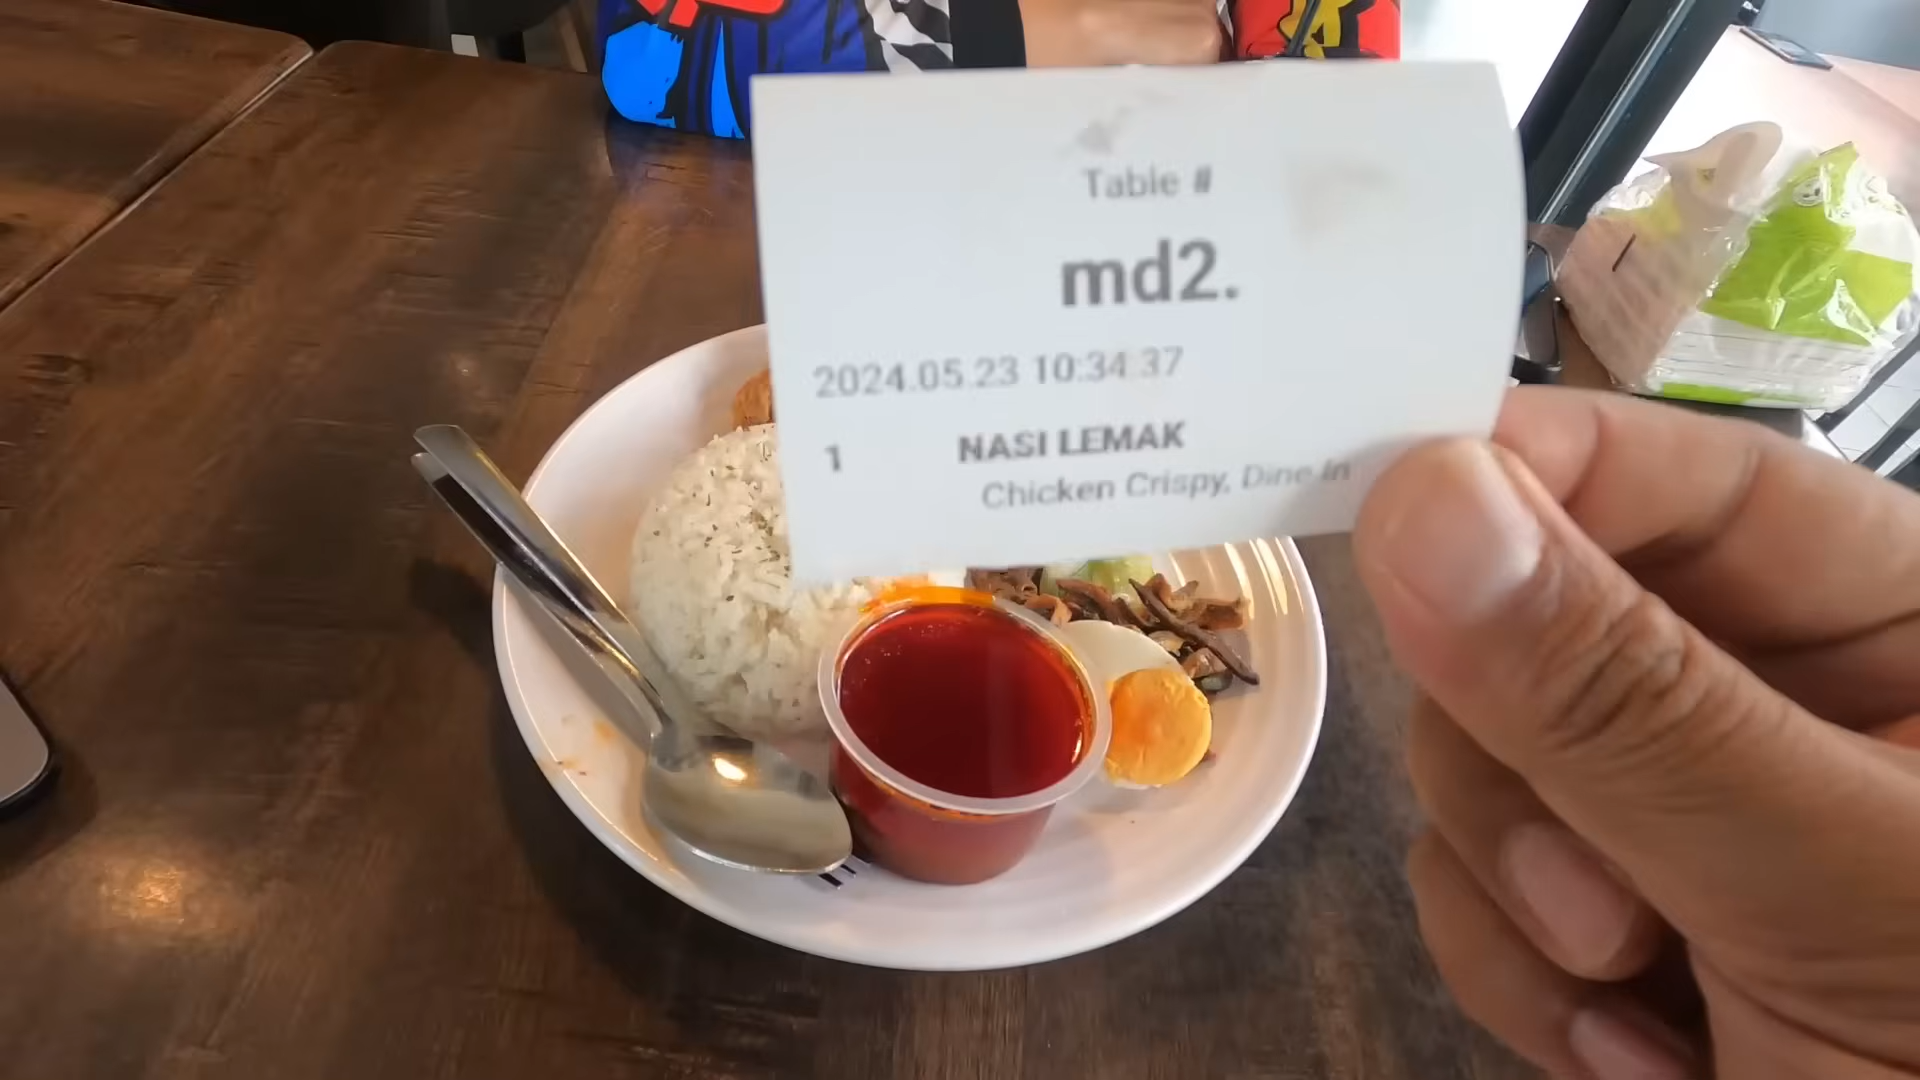 Table #
md2.
2024.05.23 10:34:37
1 NASI LEMAK
Chicken Crispy, Dine In